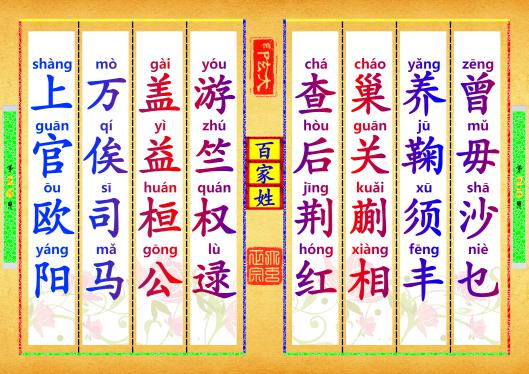 zēng
曾
mǔ
毋
shā
沙
niè
乜
yǎng
养
jū
鞠
xū
须
fēng
丰
cháo
巢
guān
关
kuǎi
蒯
xiàng
相
chá
查
hòu
后
jīng
荆
hóng
红
百家姓
yóu
游
zhú
竺
quán
权
lù
逯
gài
盖
yì
益
huán
桓
gōng
公
mò
万
qí
俟
sī
司
mǎ
马
shàng
上
guān
官
ōu
欧
yáng
阳